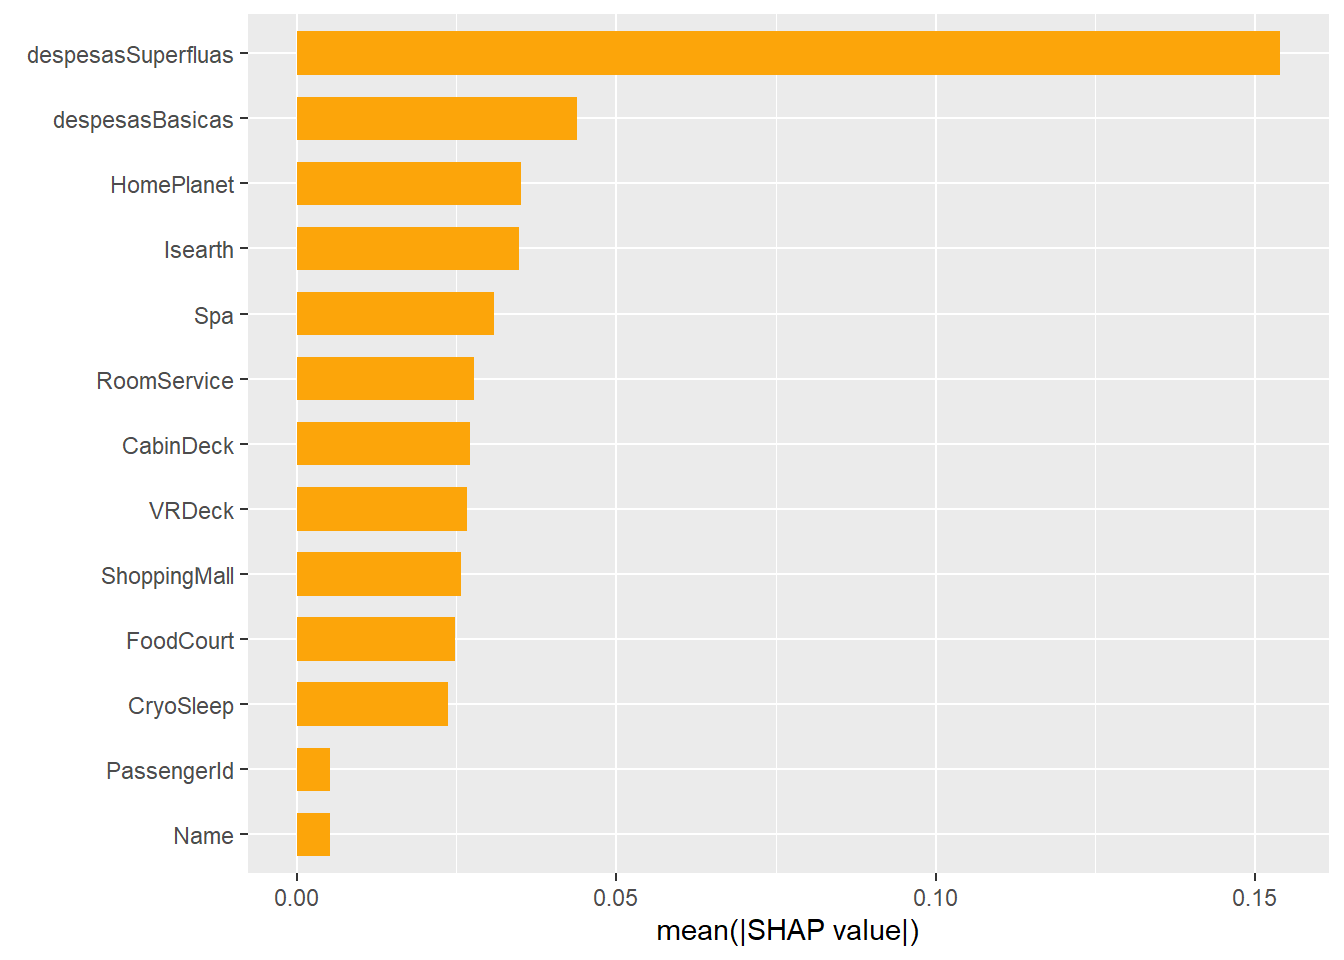 despesasSuperfluas
despesasBasicas
HomePlanet
Isearth
Spa
RoomService
CabinDeck
VRDeck
ShoppingMall
FoodCourt
CryoSleep
PassengerId
Name
0.00 0.05 0.10 0.15
mean(|SHAP value|)